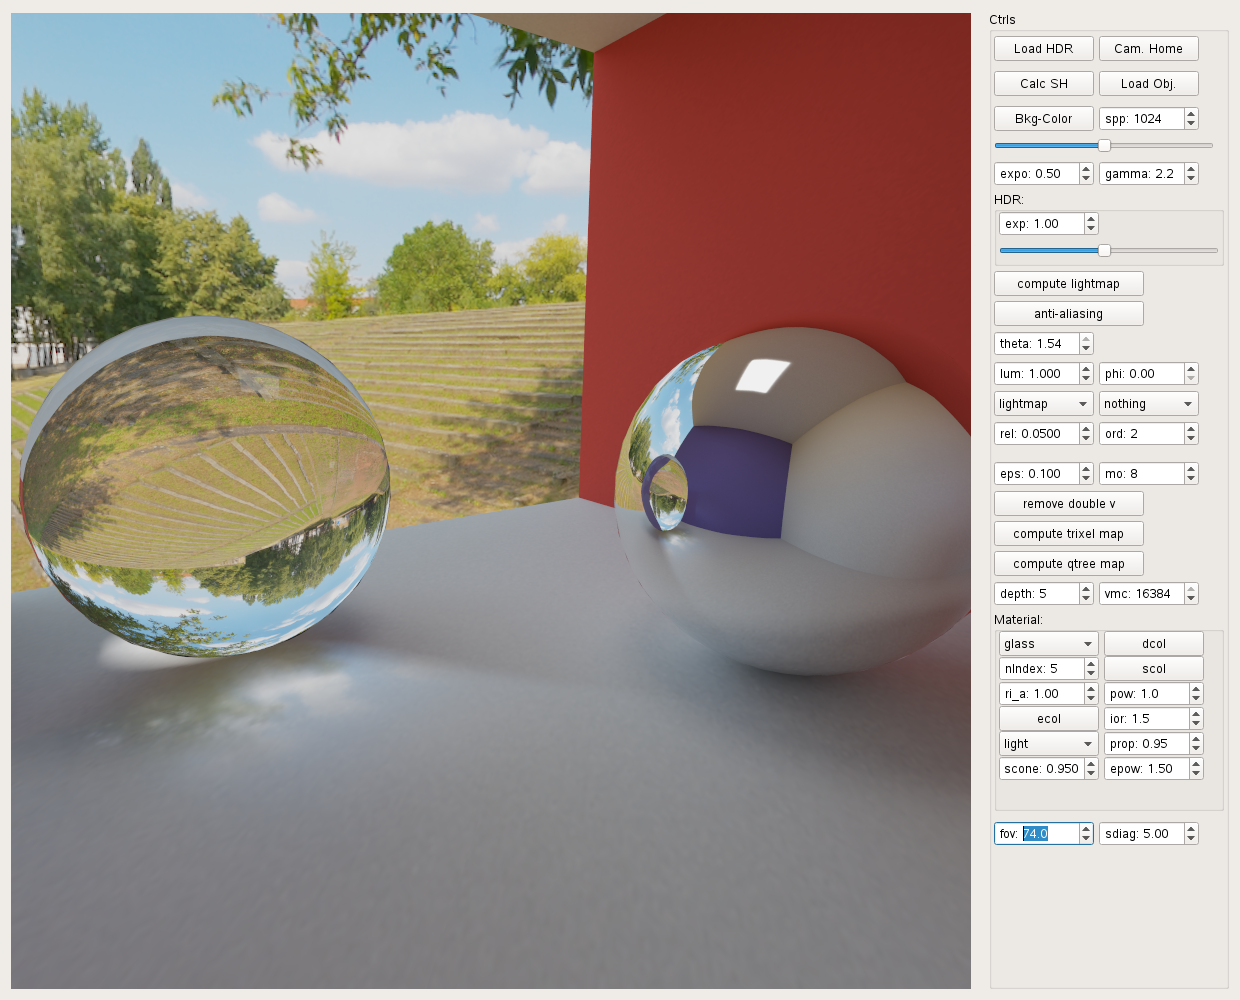 Ctrls
Load HDR Cam. Home
Calc SH Load Obj.
Bkg-Color spp: 1024
expo: 0.50 gamma: 2.2
HDR:
exp: 1.00
compute lightmap
anti-aliasing
theta: 1.54
lum: 1.000 phi: 0.00
lightmap nothing
rel: 0.0500 ord: 2
eps: 0.100 mo: 8
remove double v
compute trixel map
compute qtree map
depth: 5 vmc: 16384
Material:
glass dcol
nIndex: 5 scol
ri_a: 1.00 pow: 1.0
ecol ior: 1.5
light prop: 0.95
scone: 0.950 epow: 1.50
fov: 74.0 sdiag: 5.00